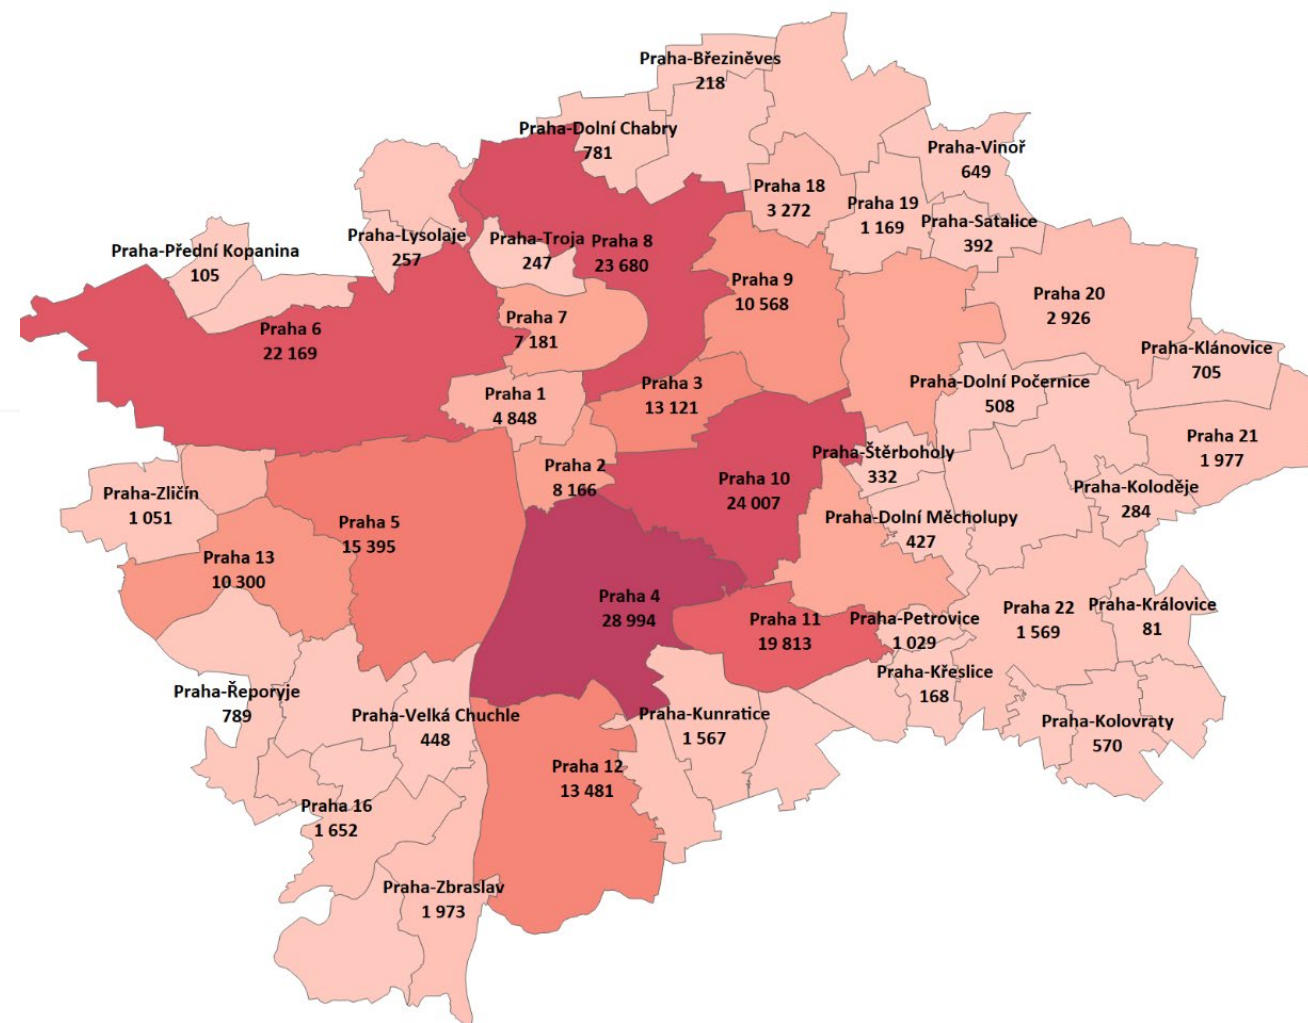 Praha-Březiněves
218
Praha-Dolní Chabry
781
Praha-Vinoř
649
Praha 18
3 272
Praha 19
1 169
Praha-Satalice
392
Praha-Přední Kopanina
105
Praha-Lysolaje
257
Praha-Troja
247
Praha 8
23 680
Praha 9
10 568
Praha 20
2 926
Praha 6
22 169
Praha 7
7 181
Praha-Klánovice
705
Praha 1
4 848
Praha 3
13 121
Praha-Dolní Počernice
508
Praha 21
1 977
Praha-Štěrboholy
332
Praha 2
8 166
Praha 10
24 007
Praha-Zličín
1 051
Praha-Koloděje
284
Praha 5
15 395
Praha-Dolní Měcholupy
427
Praha 13
10 300
Praha 4
28 994
Praha 11
19 813
Praha-Petrovice
1 029
Praha 22
1 569
Praha-Královice
81
Praha-Křeslice
168
Praha-Řeporyje
789
Praha-Velká Chuchle
448
Praha-Kunratice
1 567
Praha-Kolovraty
570
Praha 12
13 481
Praha 16
1 652
Praha-Zbraslav
1 973